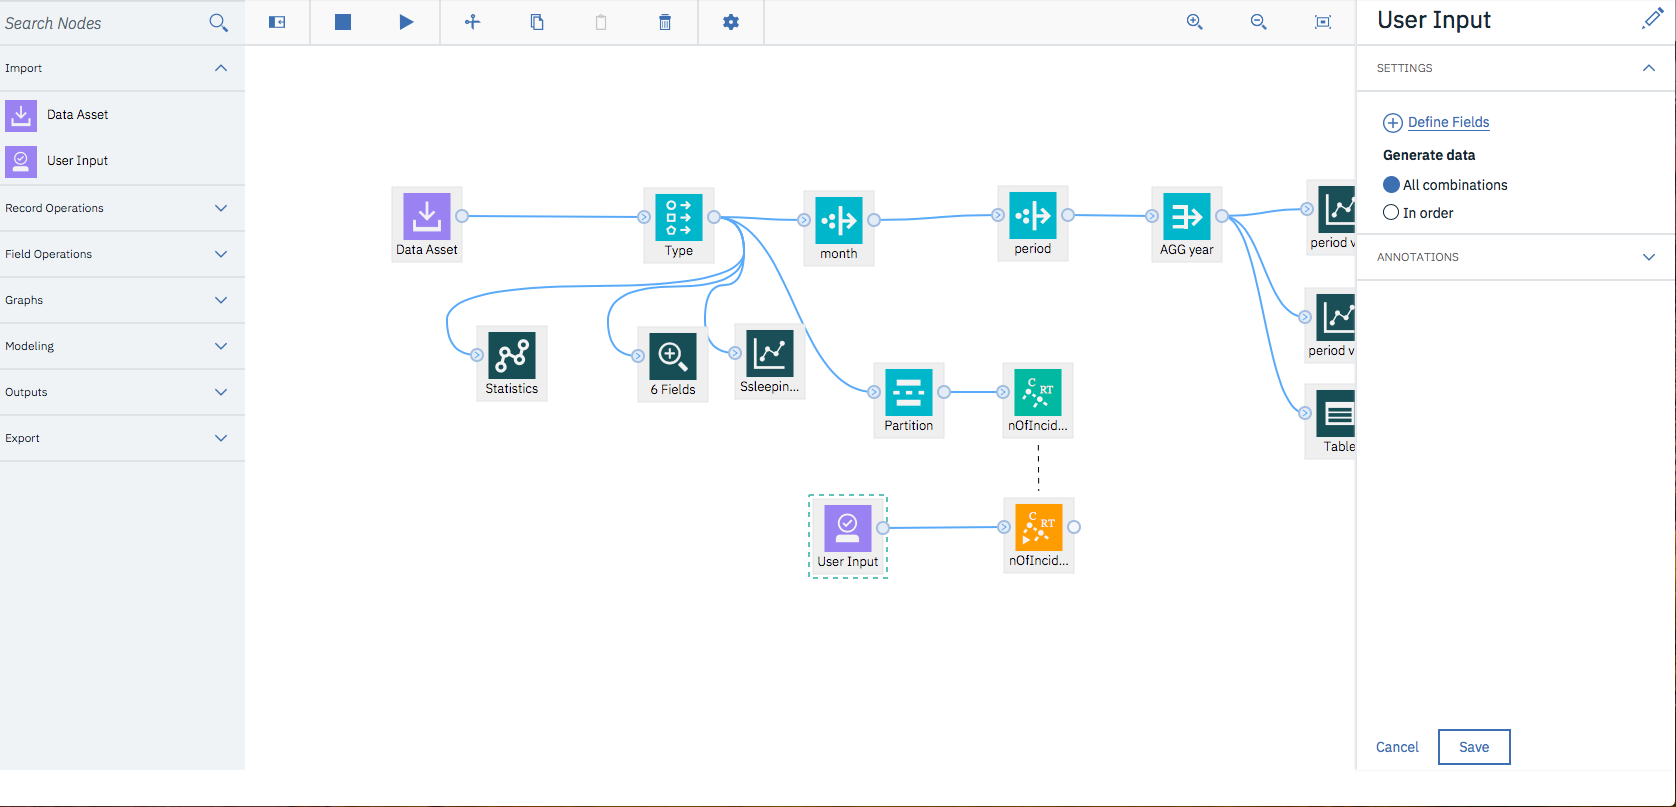 Search Nodes
Import
Data Asset
User Input
Record Operations
Field Operations
Graphs
Modeling
Outputs
Export
Data Asset
Type
month
period
AGG year
period v
Statistics
6 Fields
Ssleepin...
period v
Partition
C RT
nOfIncid...
Table
User Input
C RT
nOfIncid...
User Input
SETTINGS
Define Fields
Generate data
All combinations
In order
ANNOTATIONS
Cancel
Save